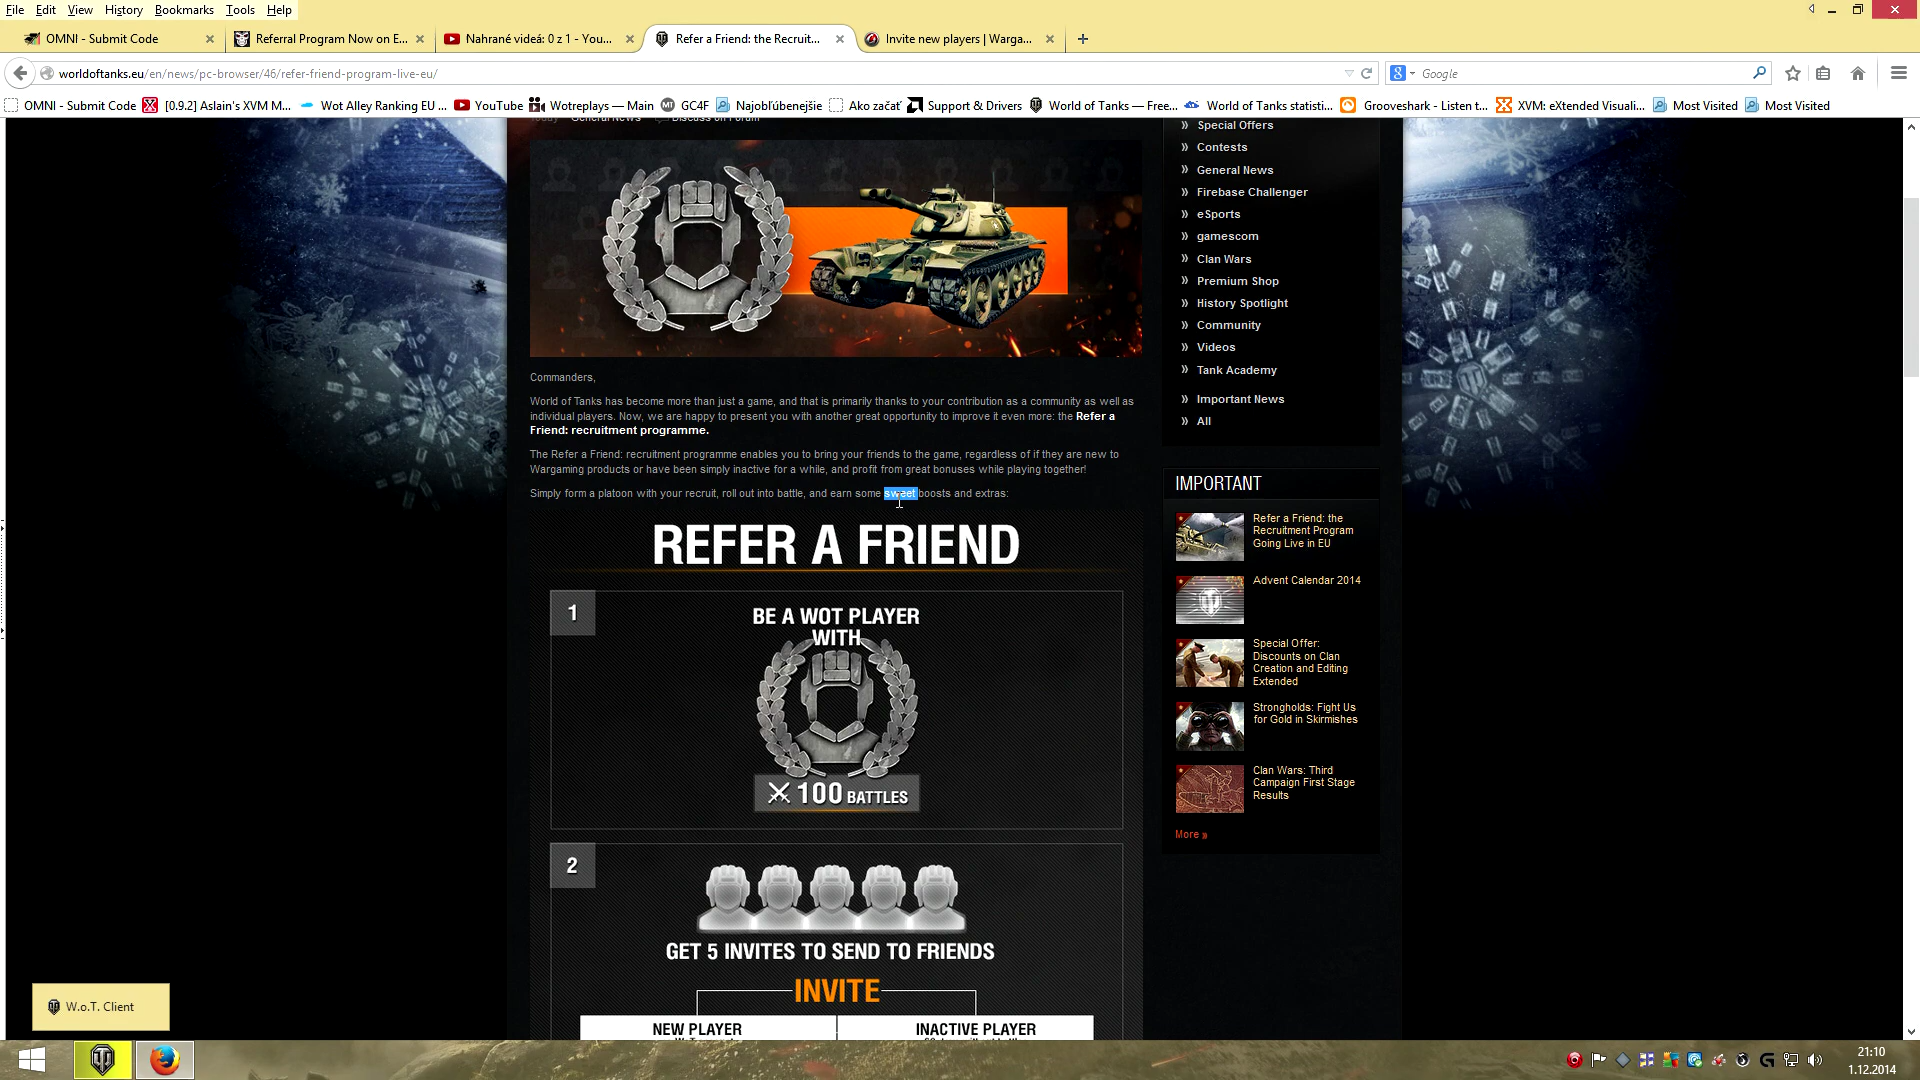 File Edit View History Bookmarks Tools Help
OMNI - Submit Code
Referral Program Now on E...
Nahrané videá: 0 z 1 - You...
Refer a Friend: the Recruit...
Invite new players | Warga...
worldoftanks.eu/en/news/pc-browser/46/refer-friend-program-live-eu/
Google
OMNI - Submit Code
[0.9.2] Aslain's XVM M...
Wot Alley Ranking EU ...
YouTube
Wotreplays — Main
GC4F
Najobľúbenejšie
Ako začať
Support & Drivers
World of Tanks — Free...
World of Tanks statisti...
Grooveshark - Listen t...
XVM: eXtended Visuali...
Most Visited
Most Visited
Today General News Discuss on Forum
Commanders,
World of Tanks has become more than just a game, and that is primarily thanks to your contribution as a community as well as
individual players. Now, we are happy to present you with another great opportunity to improve it even more: the Refer a
Friend: recruitment programme.
The Refer a Friend: recruitment programme enables you to bring your friends to the game, regardless of if they are new to
Wargaming products or have been simply inactive for a while, and profit from great bonuses while playing together!
Simply form a platoon with your recruit, roll out into battle, and earn some sweet boosts and extras:
REFER A FRIEND
1
BE A WOT PLAYER
WITH
100 BATTLES
2
GET 5 INVITES TO SEND TO FRIENDS
INVITE
NEW PLAYER
INACTIVE PLAYER
» Special Offers
» Contests
» General News
» Firebase Challenger
» eSports
» gamescom
» Clan Wars
» Premium Shop
» History Spotlight
» Community
» Videos
» Tank Academy
» Important News
» All
IMPORTANT
Refer a Friend: the
Recruitment Program
Going Live in EU
Advent Calendar 2014
Special Offer:
Discounts on Clan
Creation and Editing
Extended
Strongholds: Fight Us
for Gold in Skirmishes
Clan Wars: Third
Campaign First Stage
Results
More »
W.o.T. Client
21:10
1.12.2014